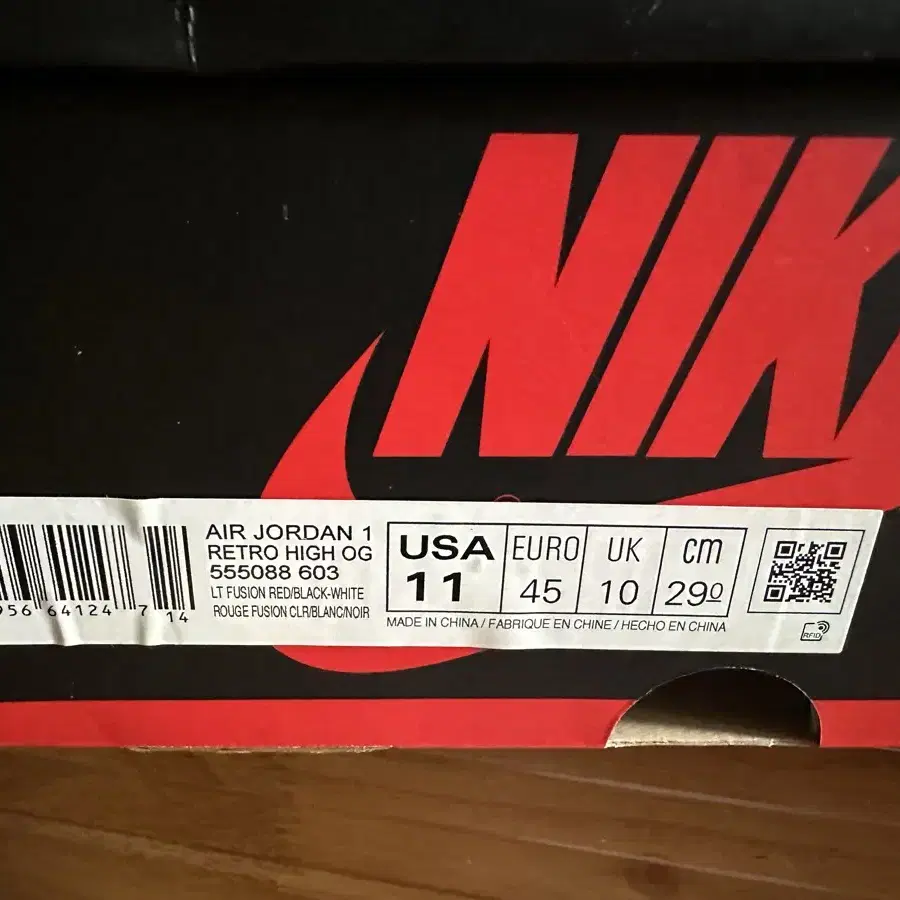 NIK
AIR JORDAN 1
RETRO HIGH OG
555088 603
LT FUSION RED/BLACK-WHITE
ROUGE FUSION CLR/BLANC/NOIR
956 64124 7 14
USA EURO UK cm
11 45 10 29º
MADE IN CHINA / FABRIQUE EN CHINE / HECHO EN CHINA
RFID